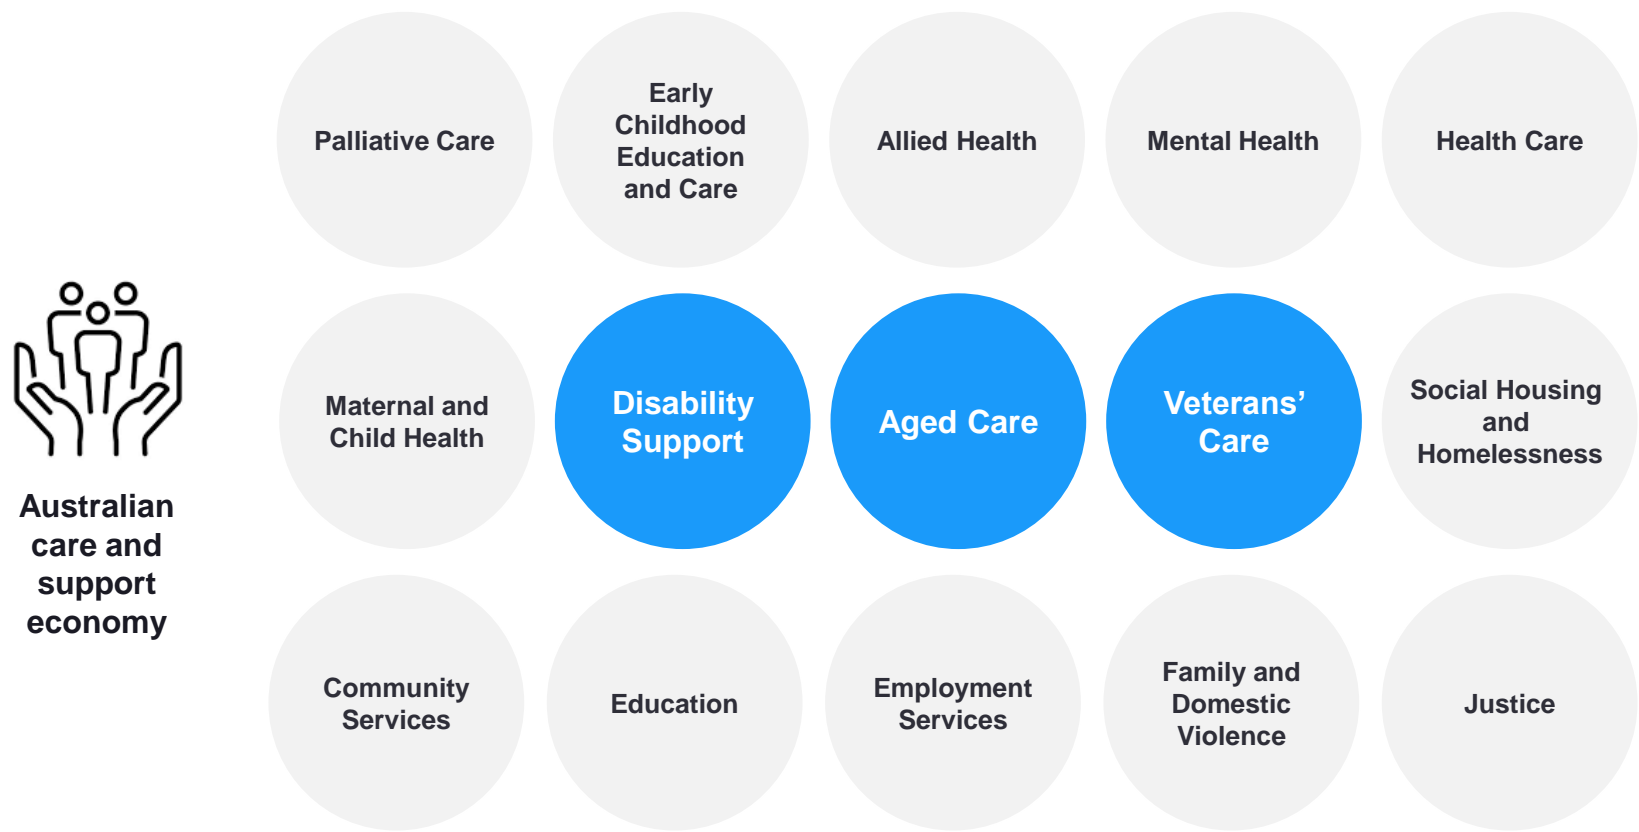 Palliative Care
Early
Childhood
Education
and Care
Allied Health
Mental Health
Health Care
Maternal and
Child Health
Disability
Support
Aged Care
Veterans’
Care
Social Housing
and
Homelessness
Australian
care and
support
economy
Community
Services
Education
Employment
Services
Family and
Domestic
Violence
Justice